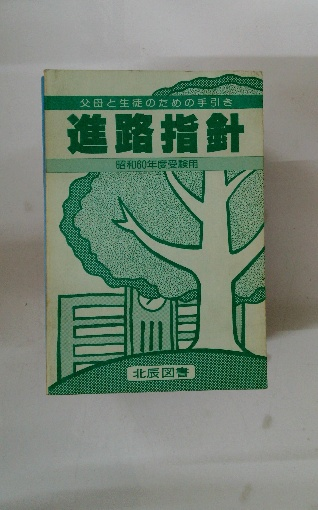 父母と生徒のための手引き
進路指針
昭和60年度受験用
北辰図書